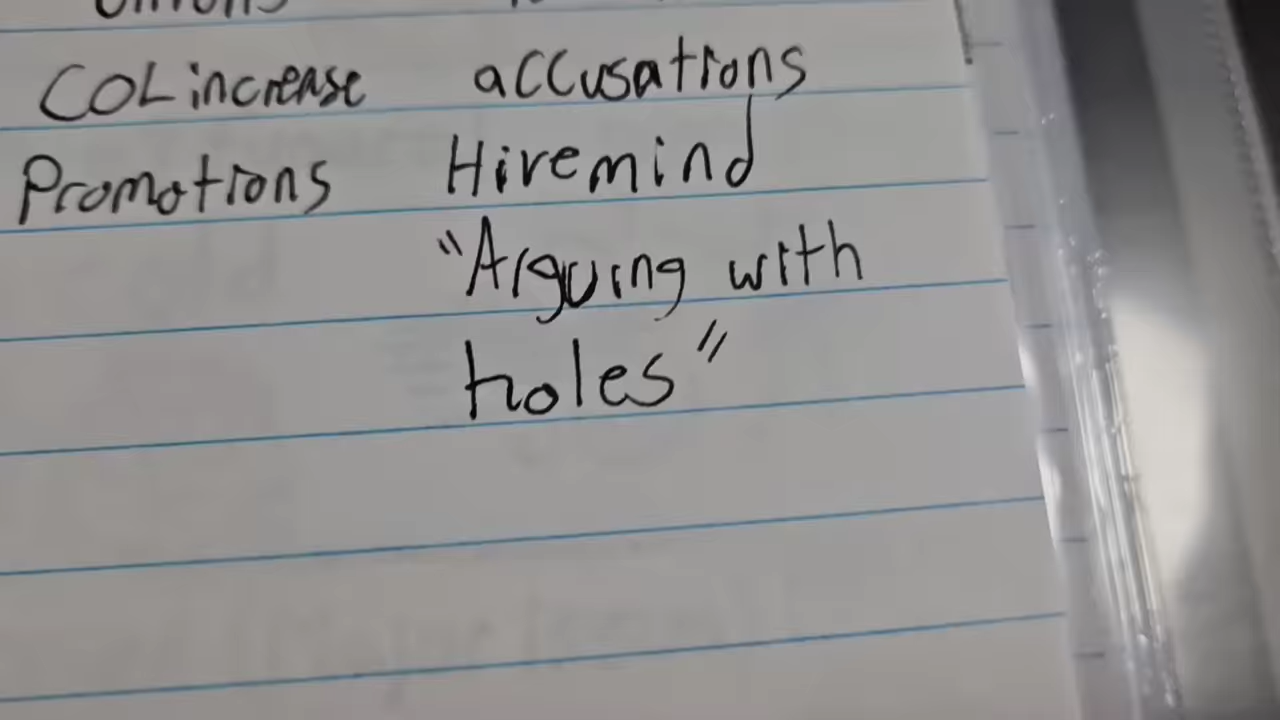 COL increase accusations
Promotions Hivemind
"Arguing with
holes"